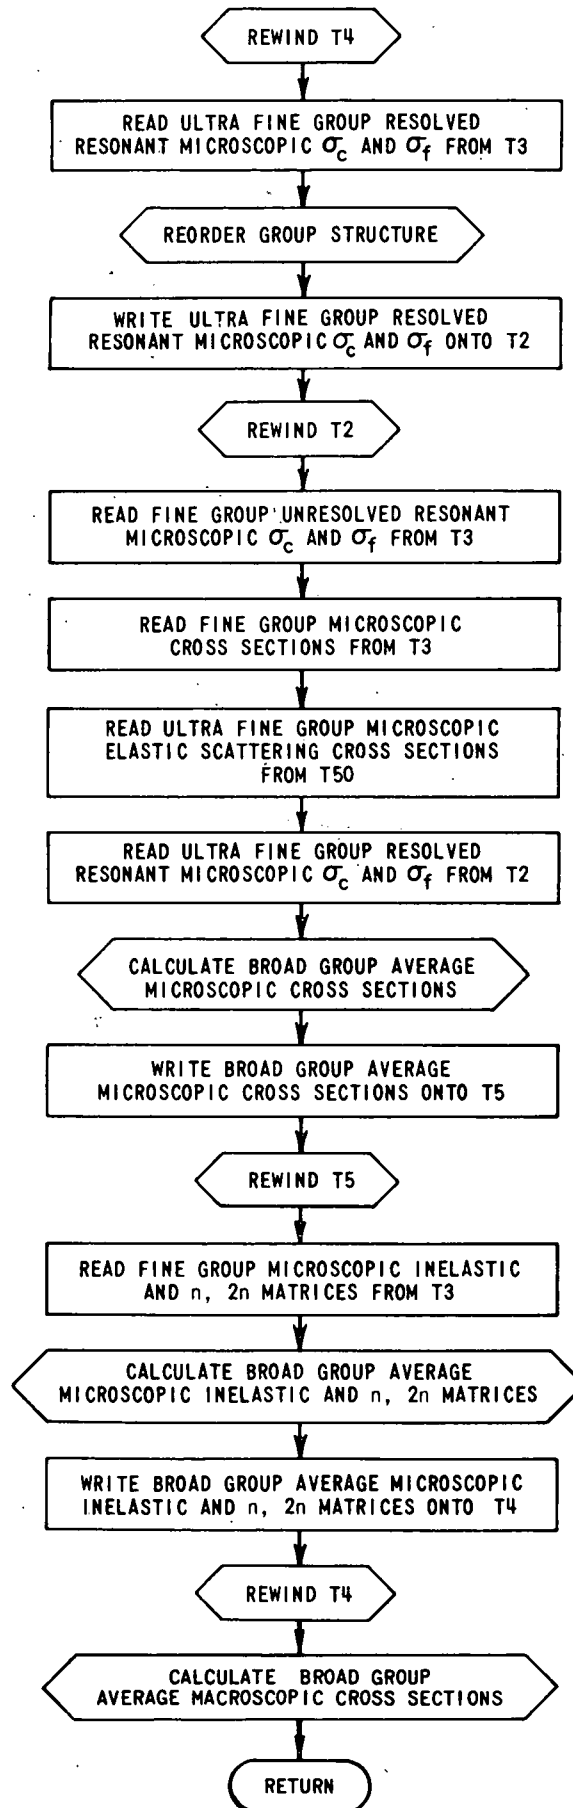 REWIND T4
READ ULTRA FINE GROUP RESOLVED
RESONANT MICROSCOPIC σc AND σf FROM T3
REORDER GROUP STRUCTURE
WRITE ULTRA FINE GROUP RESOLVED
RESONANT MICROSCOPIC σc AND σf ONTO T2
REWIND T2
READ FINE GROUP UNRESOLVED RESONANT
MICROSCOPIC σc AND σf FROM T3
READ FINE GROUP MICROSCOPIC
CROSS SECTIONS FROM T3
READ ULTRA FINE GROUP MICROSCOPIC
ELASTIC SCATTERING CROSS SECTIONS
FROM T50
READ ULTRA FINE GROUP RESOLVED
RESONANT MICROSCOPIC σc AND σf FROM T2
CALCULATE BROAD GROUP AVERAGE
MICROSCOPIC CROSS SECTIONS
WRITE BROAD GROUP AVERAGE
MICROSCOPIC CROSS SECTIONS ONTO T5
REWIND T5
READ FINE GROUP MICROSCOPIC INELASTIC
AND n, 2n MATRICES FROM T3
CALCULATE BROAD GROUP AVERAGE
MICROSCOPIC INELASTIC AND n, 2n MATRICES
WRITE BROAD GROUP AVERAGE MICROSCOPIC
INELASTIC AND n, 2n MATRICES ONTO T4
REWIND T4
CALCULATE BROAD GROUP
AVERAGE MACROSCOPIC CROSS SECTIONS
RETURN